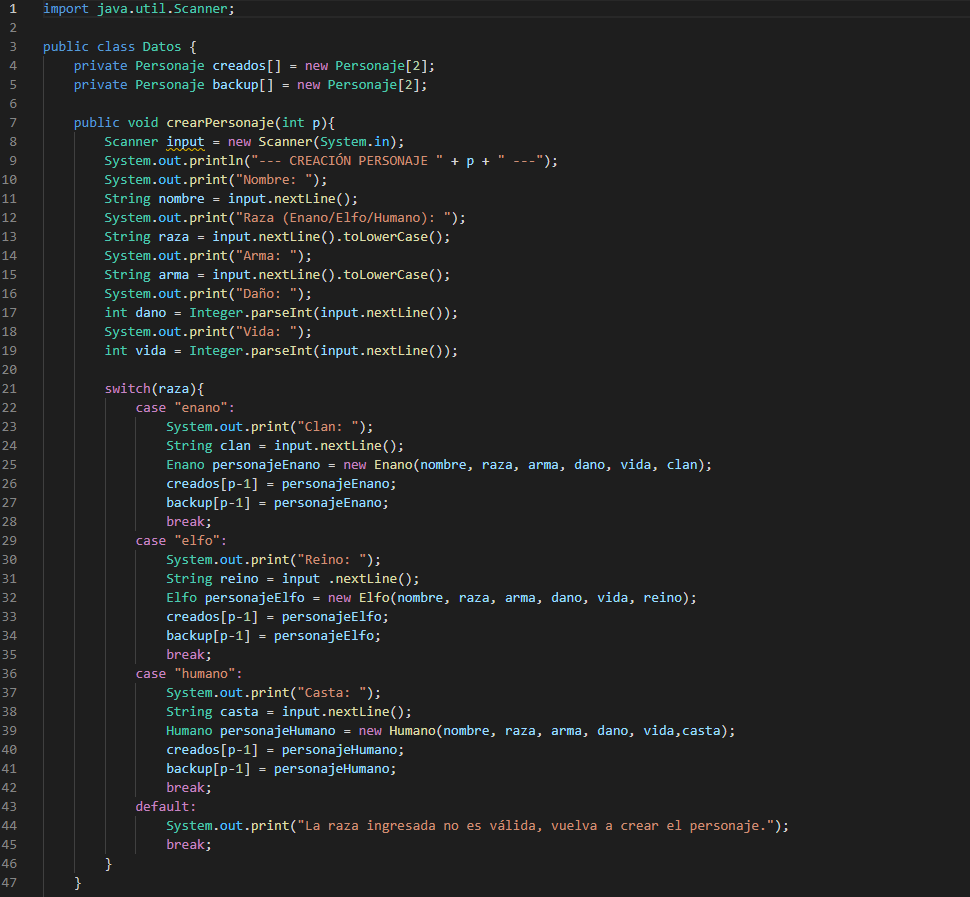 1 import java.util.Scanner;
2
3 public class Datos {
4     private Personaje creados[] = new Personaje[2];
5     private Personaje backup[] = new Personaje[2];
6
7     public void crearPersonaje(int p){
8         Scanner input = new Scanner(System.in);
9         System.out.println("--- CREACIÓN PERSONAJE " + p + " ---");
10         System.out.print("Nombre: ");
11         String nombre = input.nextLine();
12         System.out.print("Raza (Enano/Elfo/Humano): ");
13         String raza = input.nextLine().toLowerCase();
14         System.out.print("Arma: ");
15         String arma = input.nextLine().toLowerCase();
16         System.out.print("Daño: ");
17         int dano = Integer.parseInt(input.nextLine());
18         System.out.print("Vida: ");
19         int vida = Integer.parseInt(input.nextLine());
20
21         switch(raza){
22             case "enano":
23                 System.out.print("Clan: ");
24                 String clan = input.nextLine();
25                 Enano personajeEnano = new Enano(nombre, raza, arma, dano, vida, clan);
26                 creados[p-1] = personajeEnano;
27                 backup[p-1] = personajeEnano;
28                 break;
29             case "elfo":
30                 System.out.print("Reino: ");
31                 String reino = input .nextLine();
32                 Elfo personajeElfo = new Elfo(nombre, raza, arma, dano, vida, reino);
33                 creados[p-1] = personajeElfo;
34                 backup[p-1] = personajeElfo;
35                 break;
36             case "humano":
37                 System.out.print("Casta: ");
38                 String casta = input.nextLine();
39                 Humano personajeHumano = new Humano(nombre, raza, arma, dano, vida,casta);
40                 creados[p-1] = personajeHumano;
41                 backup[p-1] = personajeHumano;
42                 break;
43             default:
44                 System.out.print("La raza ingresada no es válida, vuelva a crear el personaje.");
45                 break;
46         }
47     }